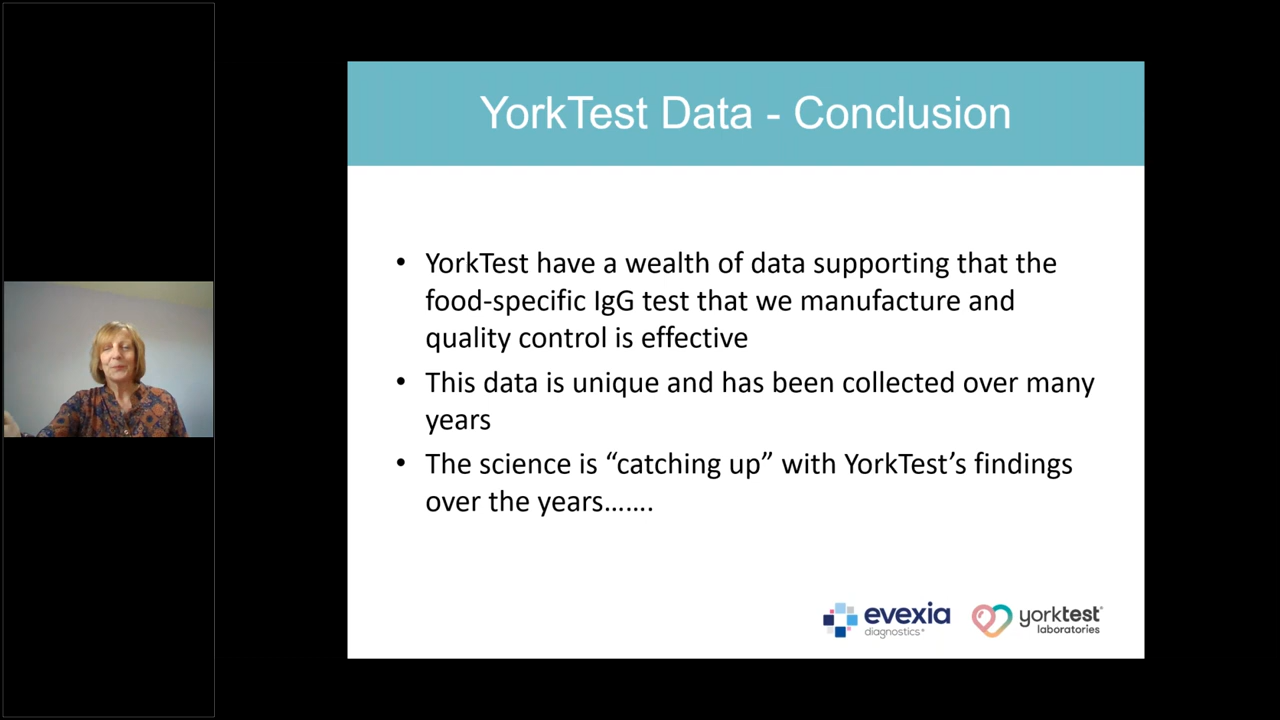 YorkTest Data - Conclusion
• YorkTest have a wealth of data supporting that the
food-specific IgG test that we manufacture and
quality control is effective
• This data is unique and has been collected over many
years
• The science is “catching up” with YorkTest’s findings
over the years…….
evexia
diagnostics
yorktest
laboratories